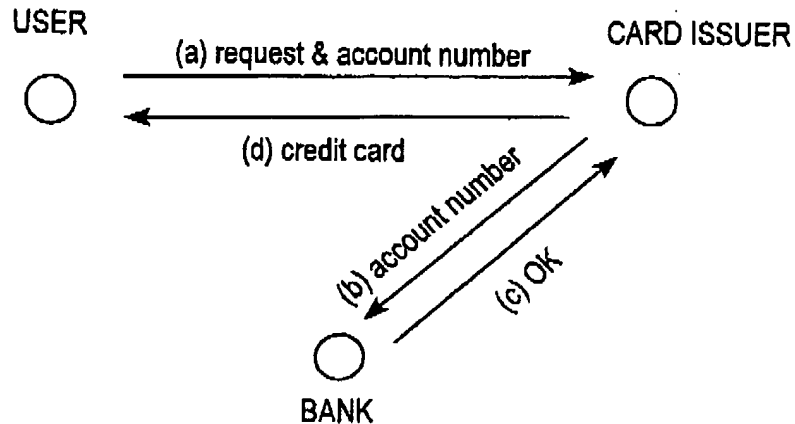 USER
CARD ISSUER
(a) request & account number
(d) credit card
(b) account number
(c) OK
BANK